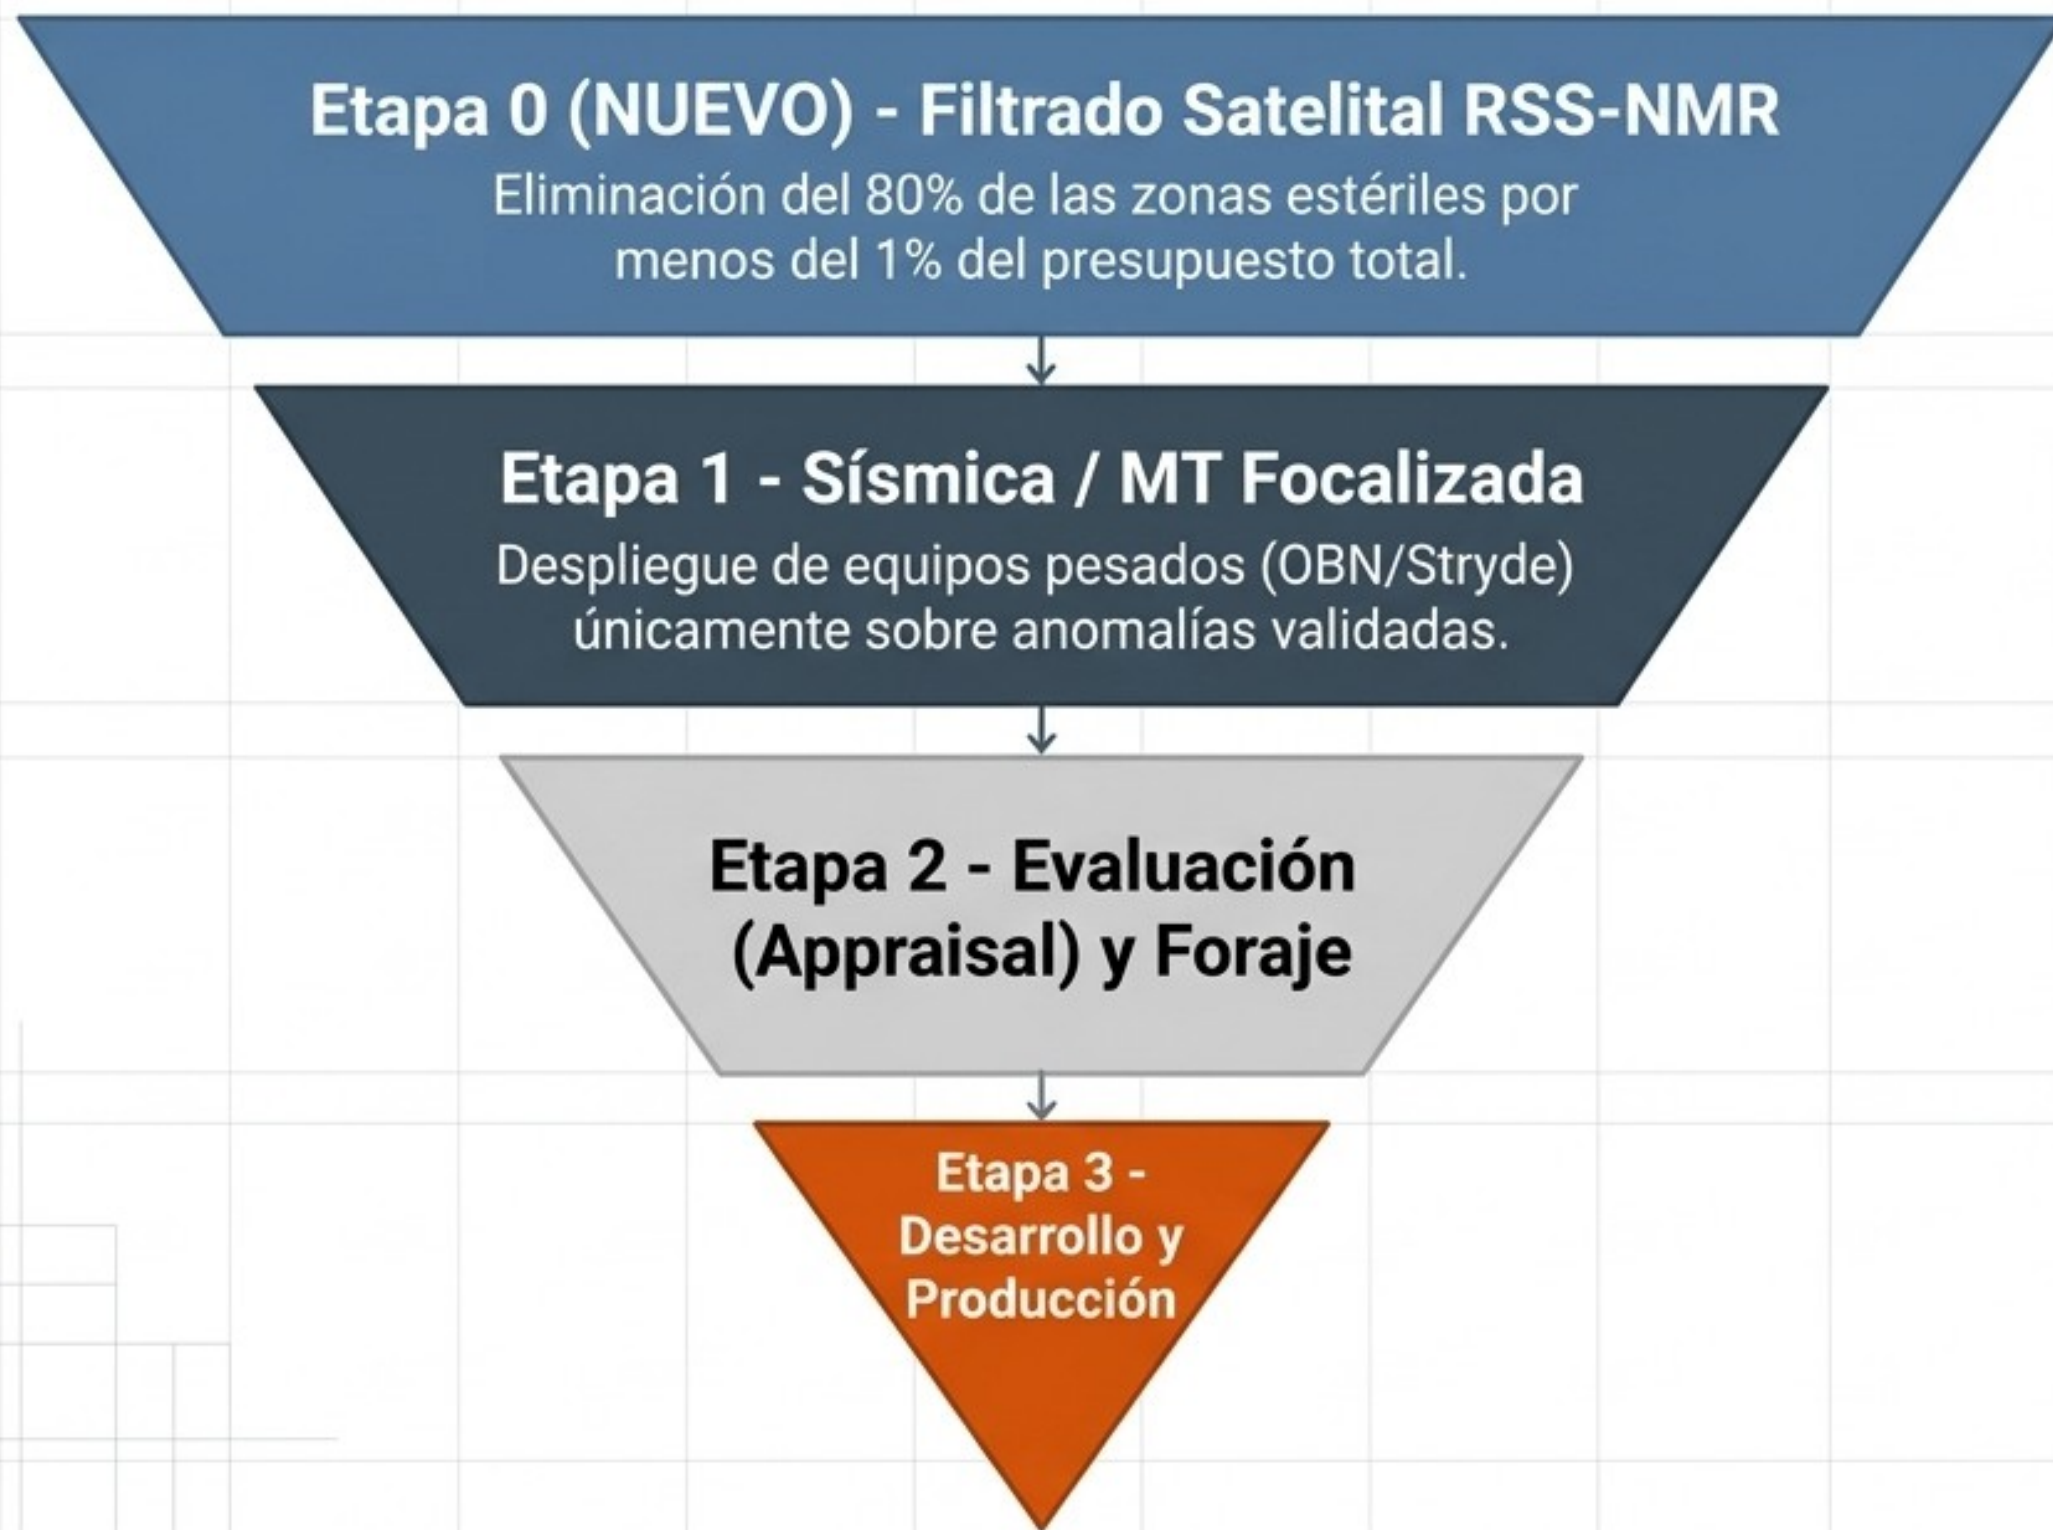 Etapa 0 (NUEVO) - Filtrado Satelital RSS-NMR
Eliminación del 80% de las zonas estériles por
menos del 1% del presupuesto total.
Etapa 1 - Sísmica / MT Focalizada
Despliegue de equipos pesados (OBN/Stryde)
únicamente sobre anomalías validadas.
Etapa 2 - Evaluación
(Appraisal) y Foraje
Etapa 3 -
Desarrollo y
Producción